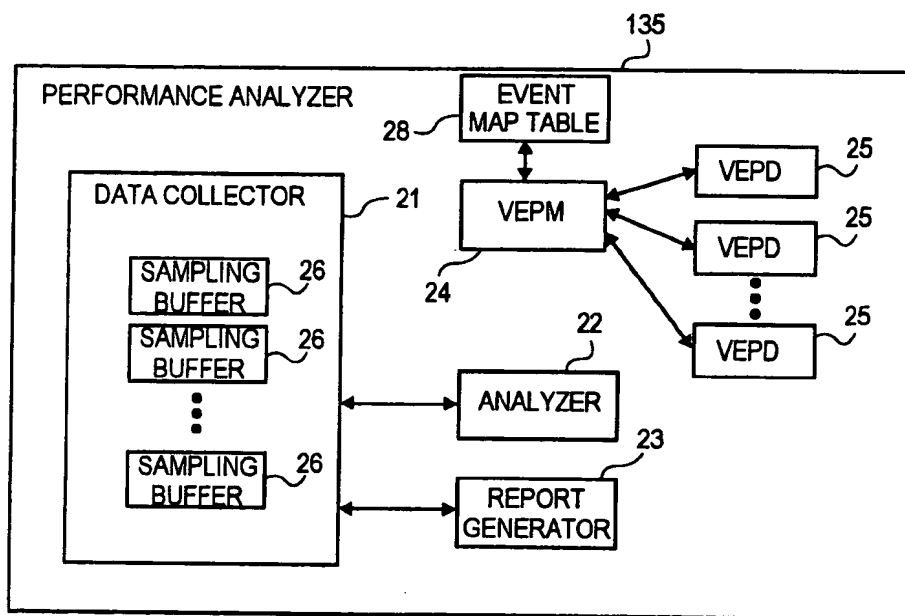 135
PERFORMANCE ANALYZER
EVENT
MAP TABLE
28
VEPM
24
VEPD
25
VEPD
25
VEPD
25
DATA COLLECTOR
21
SAMPLING
BUFFER
26
SAMPLING
BUFFER
26
SAMPLING
BUFFER
26
22
ANALYZER
23
REPORT
GENERATOR